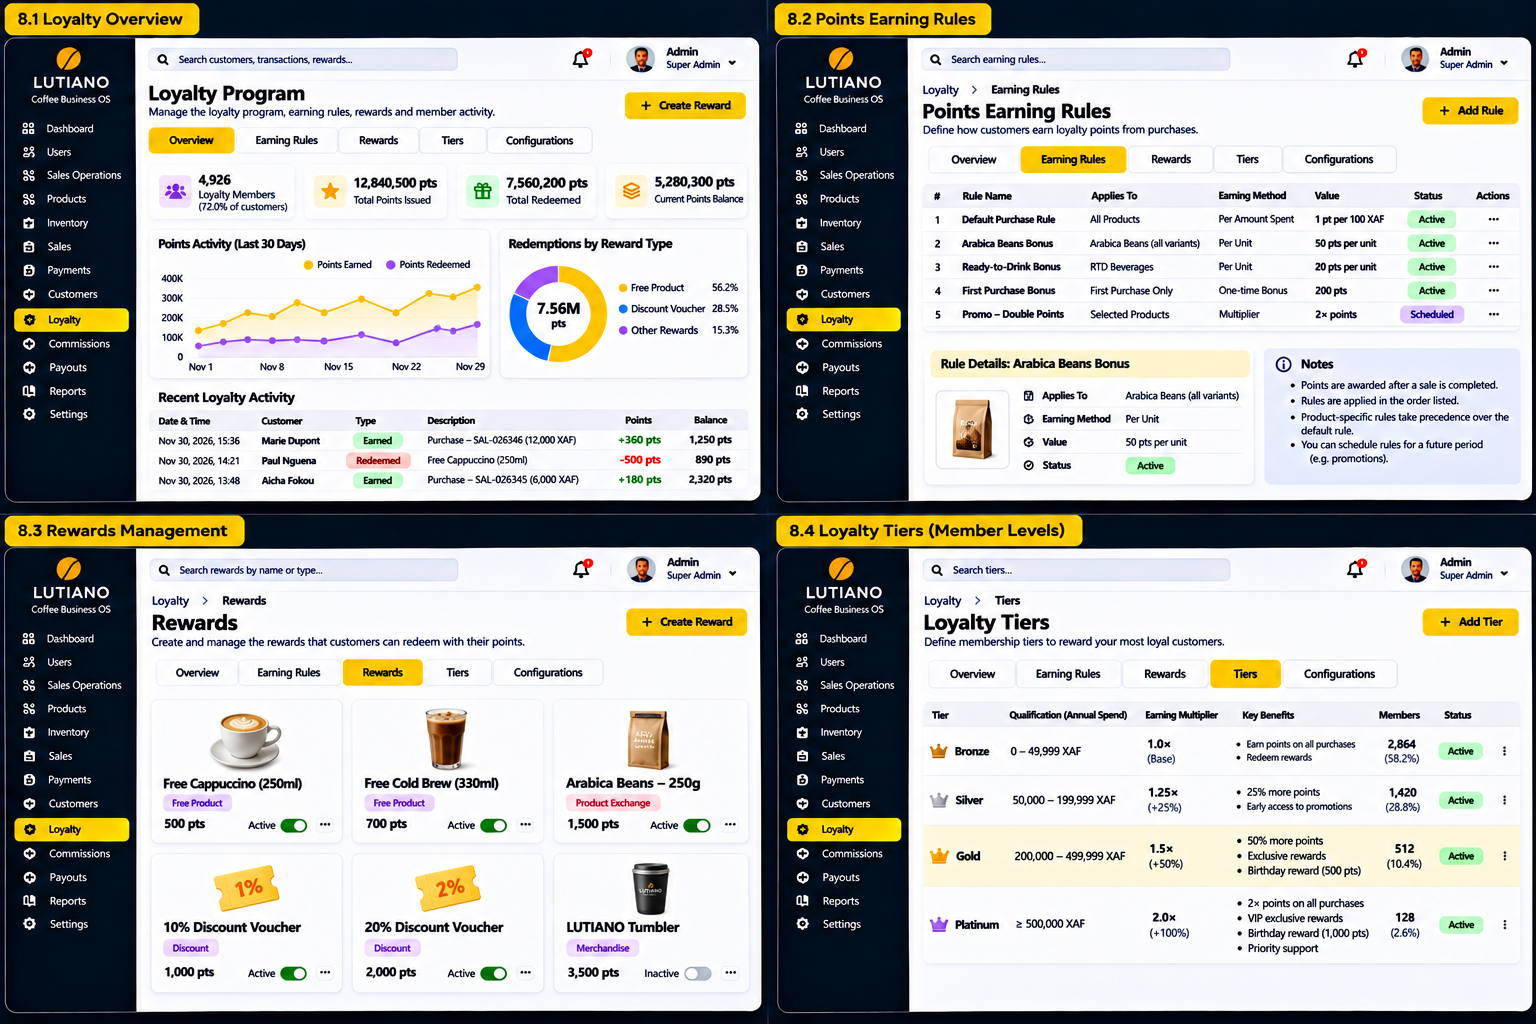 8.1 Loyalty Overview
LUTIANO
Coffee Business OS
Dashboard
Users
Sales Operations
Products
Inventory
Sales
Payments
Customers
Loyalty
Commissions
Payouts
Reports
Settings
Search customers, transactions, rewards...
Admin
Super Admin
Loyalty Program
Manage the loyalty program, earning rules, rewards and member activity.
+ Create Reward
Overview Earning Rules Rewards Tiers Configurations
4,926
Loyalty Members
(72.0% of customers)
12,840,500 pts
Total Points Issued
7,560,200 pts
Total Redeemed
5,280,300 pts
Current Points Balance
Points Activity (Last 30 Days)
Points Earned Points Redeemed
400K
300K
200K
100K
0
Nov 1 Nov 8 Nov 15 Nov 22 Nov 29
Redemptions by Reward Type
7.56M
pts
Free Product 56.2%
Discount Voucher 28.5%
Other Rewards 15.3%
Recent Loyalty Activity
Date & Time Customer Type Description Points Balance
Nov 30, 2026, 15:36 Marie Dupont Earned Purchase – SAL-026346 (12,000 XAF) +360 pts 1,250 pts
Nov 30, 2026, 14:21 Paul Nguena Redeemed Free Cappuccino (250ml) -500 pts 890 pts
Nov 30, 2026, 13:48 Aicha Fokou Earned Purchase – SAL-026345 (6,000 XAF) +180 pts 2,320 pts
8.2 Points Earning Rules
LUTIANO
Coffee Business OS
Dashboard
Users
Sales Operations
Products
Inventory
Sales
Payments
Customers
Loyalty
Commissions
Payouts
Reports
Settings
Search earning rules...
Admin
Super Admin
Loyalty > Earning Rules
Points Earning Rules
Define how customers earn loyalty points from purchases.
+ Add Rule
Overview Earning Rules Rewards Tiers Configurations
# Rule Name Applies To Earning Method Value Status Actions
1 Default Purchase Rule All Products Per Amount Spent 1 pt per 100 XAF Active
2 Arabica Beans Bonus Arabica Beans (all variants) Per Unit 50 pts per unit Active
3 Ready-to-Drink Bonus RTD Beverages Per Unit 20 pts per unit Active
4 First Purchase Bonus First Purchase Only One-time Bonus 200 pts Active
5 Promo – Double Points Selected Products Multiplier 2× points Scheduled
Rule Details: Arabica Beans Bonus
Applies To Arabica Beans (all variants)
Earning Method Per Unit
Value 50 pts per unit
Status Active
Notes
• Points are awarded after a sale is completed.
• Rules are applied in the order listed.
• Product-specific rules take precedence over the
default rule.
• You can schedule rules for a future period
(e.g. promotions).
8.3 Rewards Management
LUTIANO
Coffee Business OS
Dashboard
Users
Sales Operations
Products
Inventory
Sales
Payments
Customers
Loyalty
Commissions
Payouts
Reports
Settings
Search rewards by name or type...
Admin
Super Admin
Loyalty > Rewards
Rewards
Create and manage the rewards that customers can redeem with their points.
+ Create Reward
Overview Earning Rules Rewards Tiers Configurations
Free Cappuccino (250ml)
Free Product
500 pts Active
Free Cold Brew (330ml)
Free Product
700 pts Active
Arabica Beans – 250g
Product Exchange
1,500 pts Active
1%
10% Discount Voucher
Discount
1,000 pts Active
2%
20% Discount Voucher
Discount
2,000 pts Active
LUTIANO
LUTIANO Tumbler
Merchandise
3,500 pts Inactive
8.4 Loyalty Tiers (Member Levels)
LUTIANO
Coffee Business OS
Dashboard
Users
Sales Operations
Products
Inventory
Sales
Payments
Customers
Loyalty
Commissions
Payouts
Reports
Settings
Search tiers...
Admin
Super Admin
Loyalty > Tiers
Loyalty Tiers
Define membership tiers to reward your most loyal customers.
+ Add Tier
Overview Earning Rules Rewards Tiers Configurations
Tier Qualification (Annual Spend) Earning Multiplier Key Benefits Members Status
Bronze 0 – 49,999 XAF 1.0× (Base)
• Earn points on all purchases
• Redeem rewards
2,864 (58.2%) Active
Silver 50,000 – 199,999 XAF 1.25× (+25%)
• 25% more points
• Early access to promotions
1,420 (28.8%) Active
Gold 200,000 – 499,999 XAF 1.5× (+50%)
• 50% more points
• Exclusive rewards
• Birthday reward (500 pts)
512 (10.4%) Active
Platinum ≥ 500,000 XAF 2.0× (+100%)
• 2× points on all purchases
• VIP exclusive rewards
• Birthday reward (1,000 pts)
• Priority support
128 (2.6%) Active